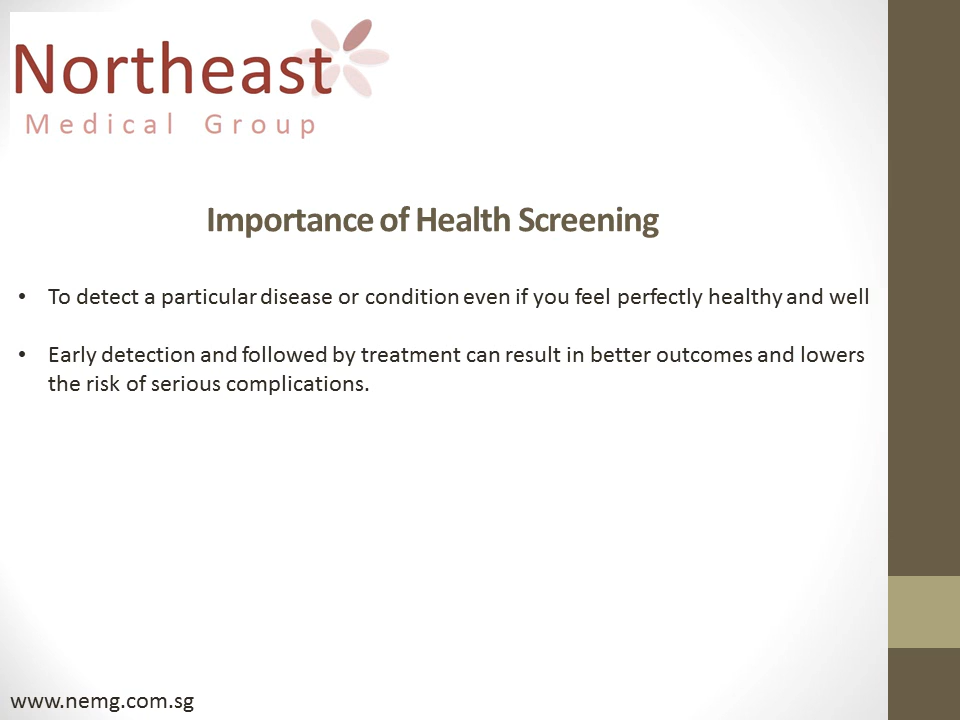 Northeast
Medical Group
Importance of Health Screening
• To detect a particular disease or condition even if you feel perfectly healthy and well
• Early detection and followed by treatment can result in better outcomes and lowers
the risk of serious complications.
www.nemg.com.sg